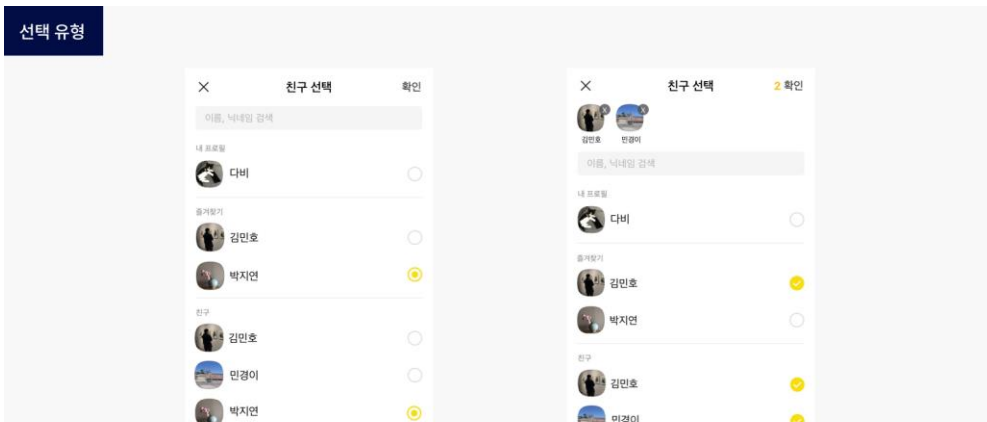 선택 유형
친구 선택
확인
이름, 닉네임 검색
내 프로필
다비
즐겨찾기
김민호
박지연
친구
김민호
민경이
박지연
친구 선택
2 확인
김민호
민경이
이름, 닉네임 검색
내 프로필
다비
즐겨찾기
김민호
박지연
친구
김민호
민경이